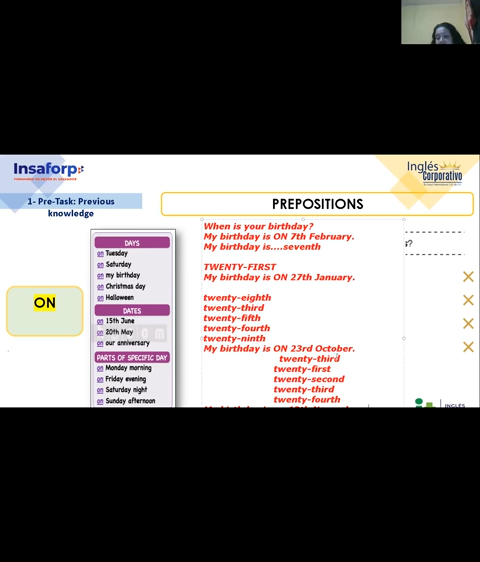 Insaforp
Inglés
Corporativo
1- Pre-Task: Previous
knowledge
PREPOSITIONS
ON
DAYS
on Tuesday
on Saturday
on my birthday
on Christmas day
on Halloween
DATES
on 15th June
on 20th May
on our anniversary
PARTS OF SPECIFIC DAY
on Monday morning
on Friday evening
on Saturday night
on Sunday afternoon
When is your birthday?
My birthday is ON 7th February.
My birthday is....seventh
TWENTY-FIRST
My birthday is ON 27th January.
twenty-eighth
twenty-third
twenty-fifth
twenty-fourth
twenty-ninth
My birthday is ON 23rd October.
twenty-third
twenty-first
twenty-second
twenty-third
twenty-fourth
s?
INGLÉS